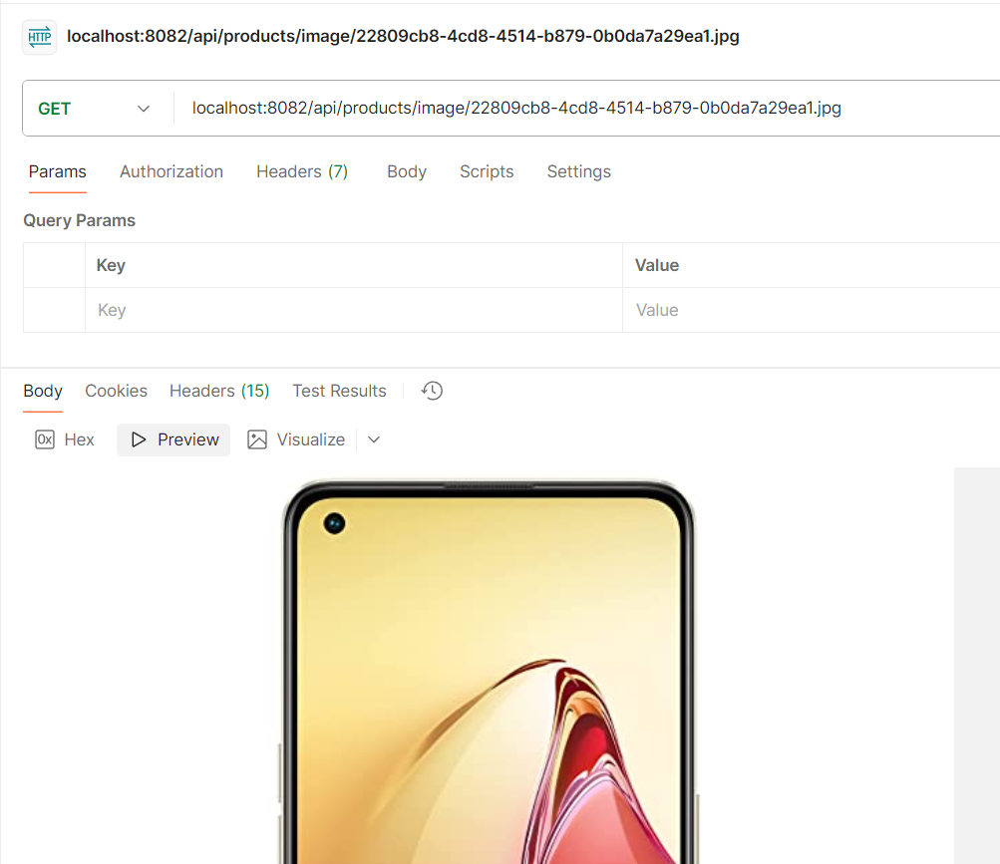 HTTP localhost:8082/api/products/image/22809cb8-4cd8-4514-b879-0b0da7a29ea1.jpg
GET localhost:8082/api/products/image/22809cb8-4cd8-4514-b879-0b0da7a29ea1.jpg
Params Authorization Headers (7) Body Scripts Settings
Query Params
Key Value
Key Value
Body Cookies Headers (15) Test Results
0x Hex Preview Visualize